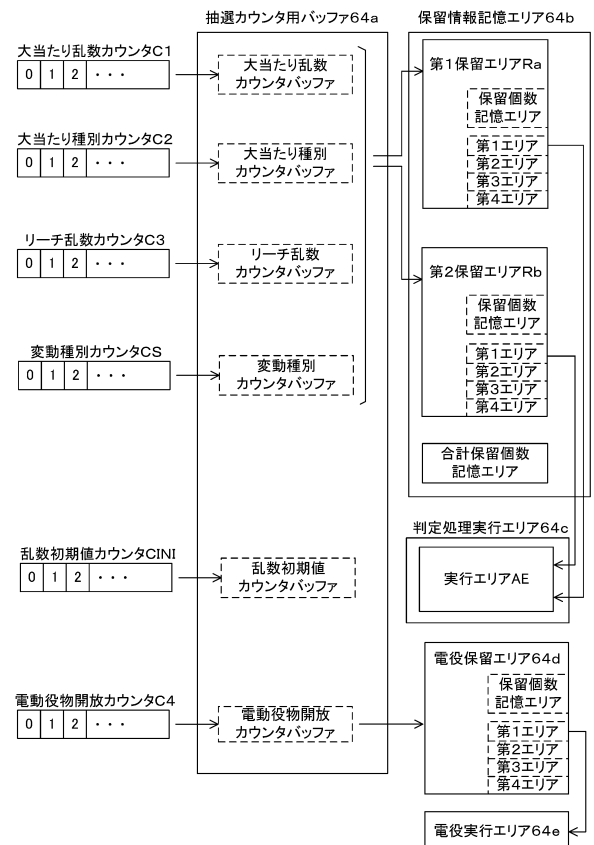 抽選カウンタ用バッファ64a
保留情報記憶エリア64b
大当たり乱数カウンタC1
0 1 2 ・・・
大当たり乱数
カウンタバッファ
第1保留エリアRa
保留個数
記憶エリア
第1エリア
第2エリア
第3エリア
第4エリア
大当たり種別カウンタC2
0 1 2 ・・・
大当たり種別
カウンタバッファ
リーチ乱数カウンタC3
0 1 2 ・・・
リーチ乱数
カウンタバッファ
第2保留エリアRb
保留個数
記憶エリア
第1エリア
第2エリア
第3エリア
第4エリア
変動種別カウンタCS
0 1 2 ・・・
変動種別
カウンタバッファ
合計保留個数
記憶エリア
判定処理実行エリア64c
実行エリアAE
乱数初期値カウンタCINI
0 1 2 ・・・
乱数初期値
カウンタバッファ
電役保留エリア64d
保留個数
記憶エリア
第1エリア
第2エリア
第3エリア
第4エリア
電動役物開放カウンタC4
0 1 2 ・・・
電動役物開放
カウンタバッファ
電役実行エリア64e